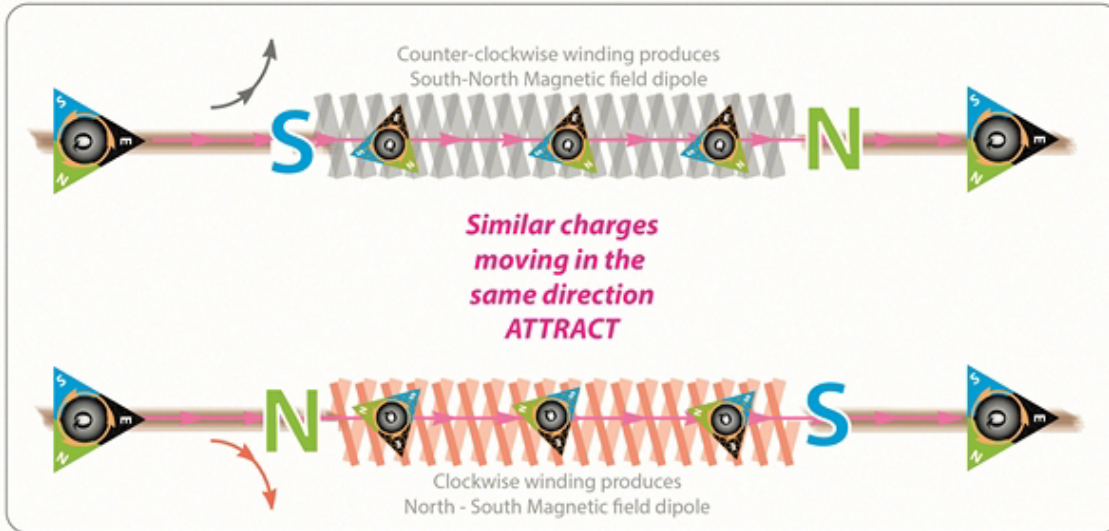 Counter-clockwise winding produces
South-North Magnetic field dipole
S
Q
E
N
S
N
S
Q
E
N
Similar charges
moving in the
same direction
ATTRACT
S
Q
E
N
N
S
S
Q
E
N
Clockwise winding produces
North - South Magnetic field dipole